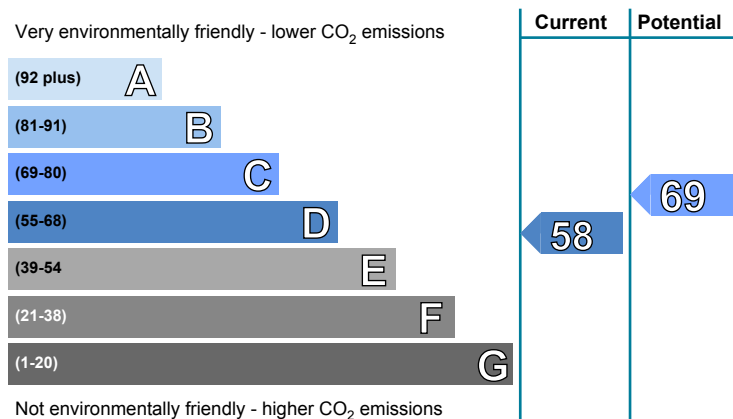 Current Potential
Very environmentally friendly - lower CO₂ emissions
(92 plus) A
(81-91) B
(69-80) C
69
(55-68) D
58
(39-54 E
(21-38) F
(1-20) G
Not environmentally friendly - higher CO₂ emissions